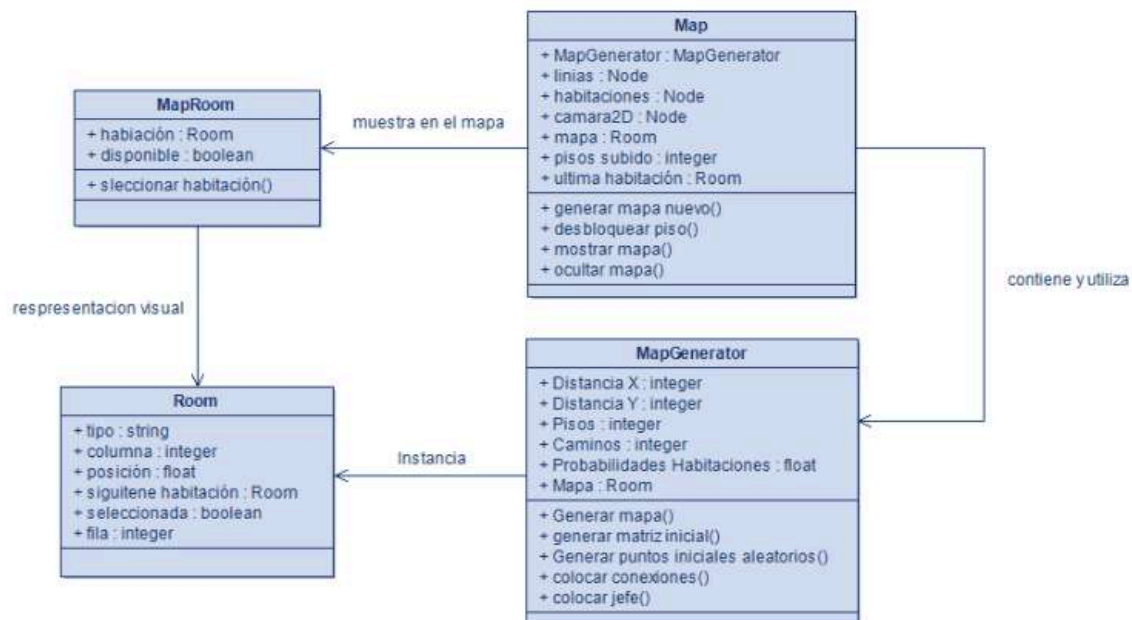 Map
+ MapGenerator : MapGenerator
+ linias : Node
+ habitaciones : Node
+ camara2D : Node
+ mapa : Room
+ pisos subido : integer
+ ultima habitación : Room
+ generar mapa nuevo()
+ desbloquear piso()
+ mostrar mapa()
+ ocultar mapa()
muestra en el mapa
MapRoom
+ habiación : Room
+ disponible : boolean
+ sleccionar habitación()
respresentacion visual
contiene y utiliza
Room
+ tipo : string
+ columna : integer
+ posición : float
+ siguitene habitación : Room
+ seleccionada : boolean
+ fila : integer
Instancia
MapGenerator
+ Distancia X : integer
+ Distancia Y : integer
+ Pisos : integer
+ Caminos : integer
+ Probabilidades Habitaciones : float
+ Mapa : Room
+ Generar mapa()
+ generar matriz inicial()
+ Generar puntos iniciales aleatorios()
+ colocar conexiones()
+ colocar jefe()